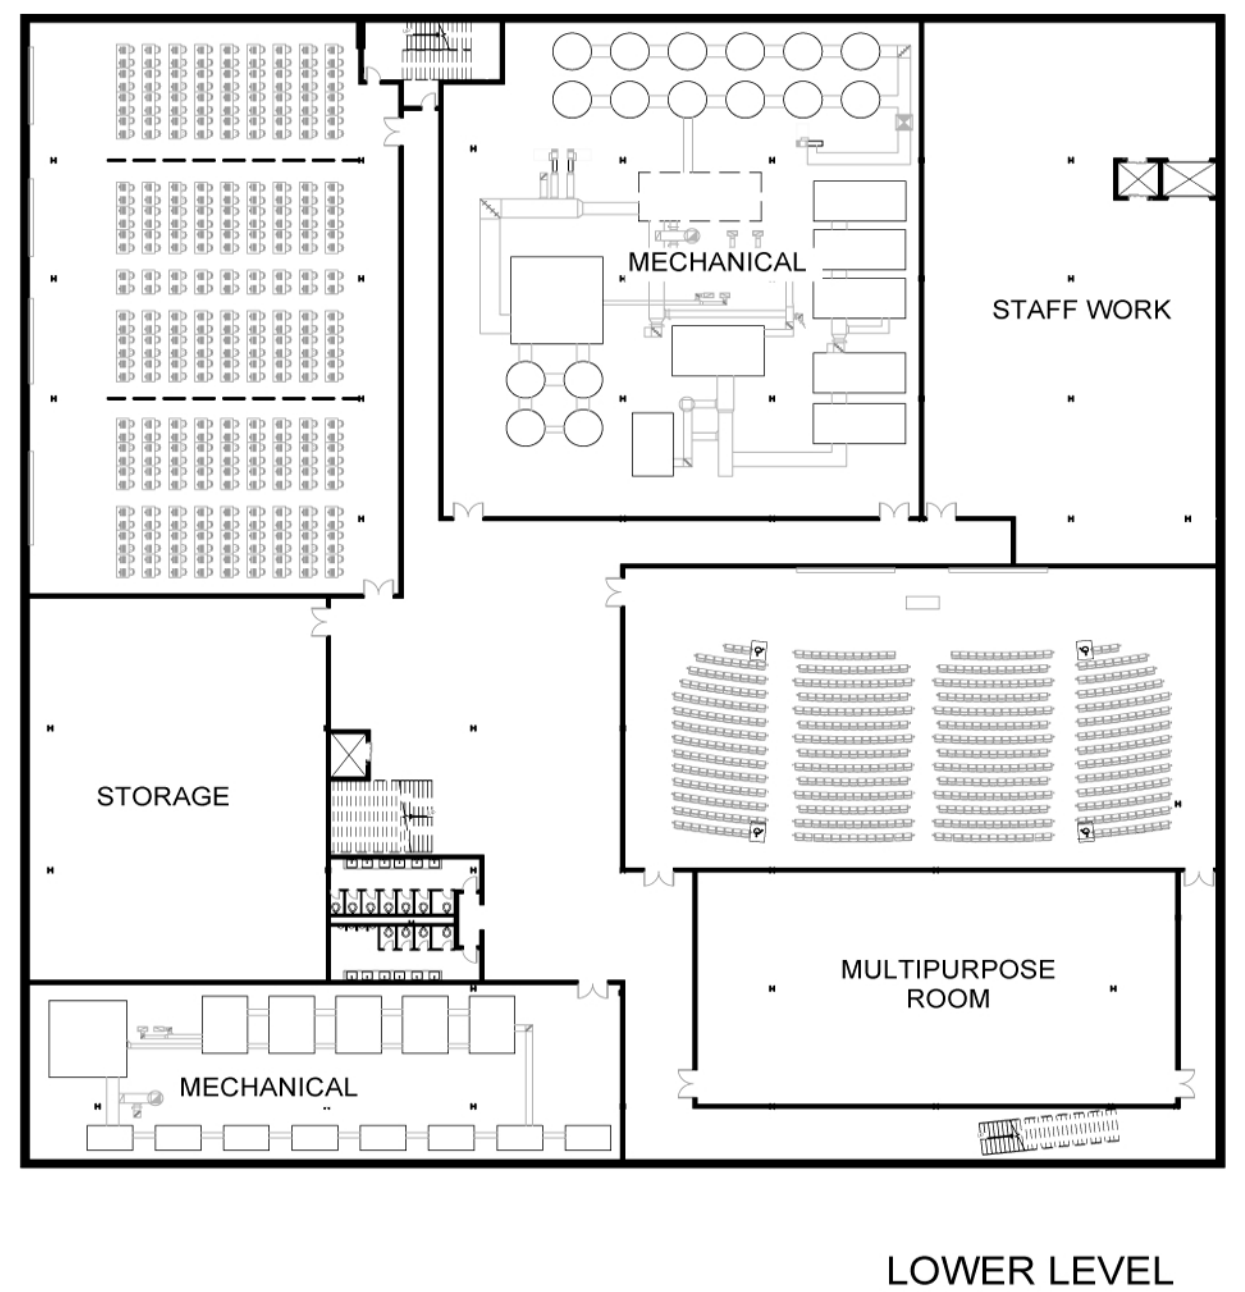 MECHANICAL
STAFF WORK
STORAGE
MULTIPURPOSE
ROOM
MECHANICAL
LOWER LEVEL